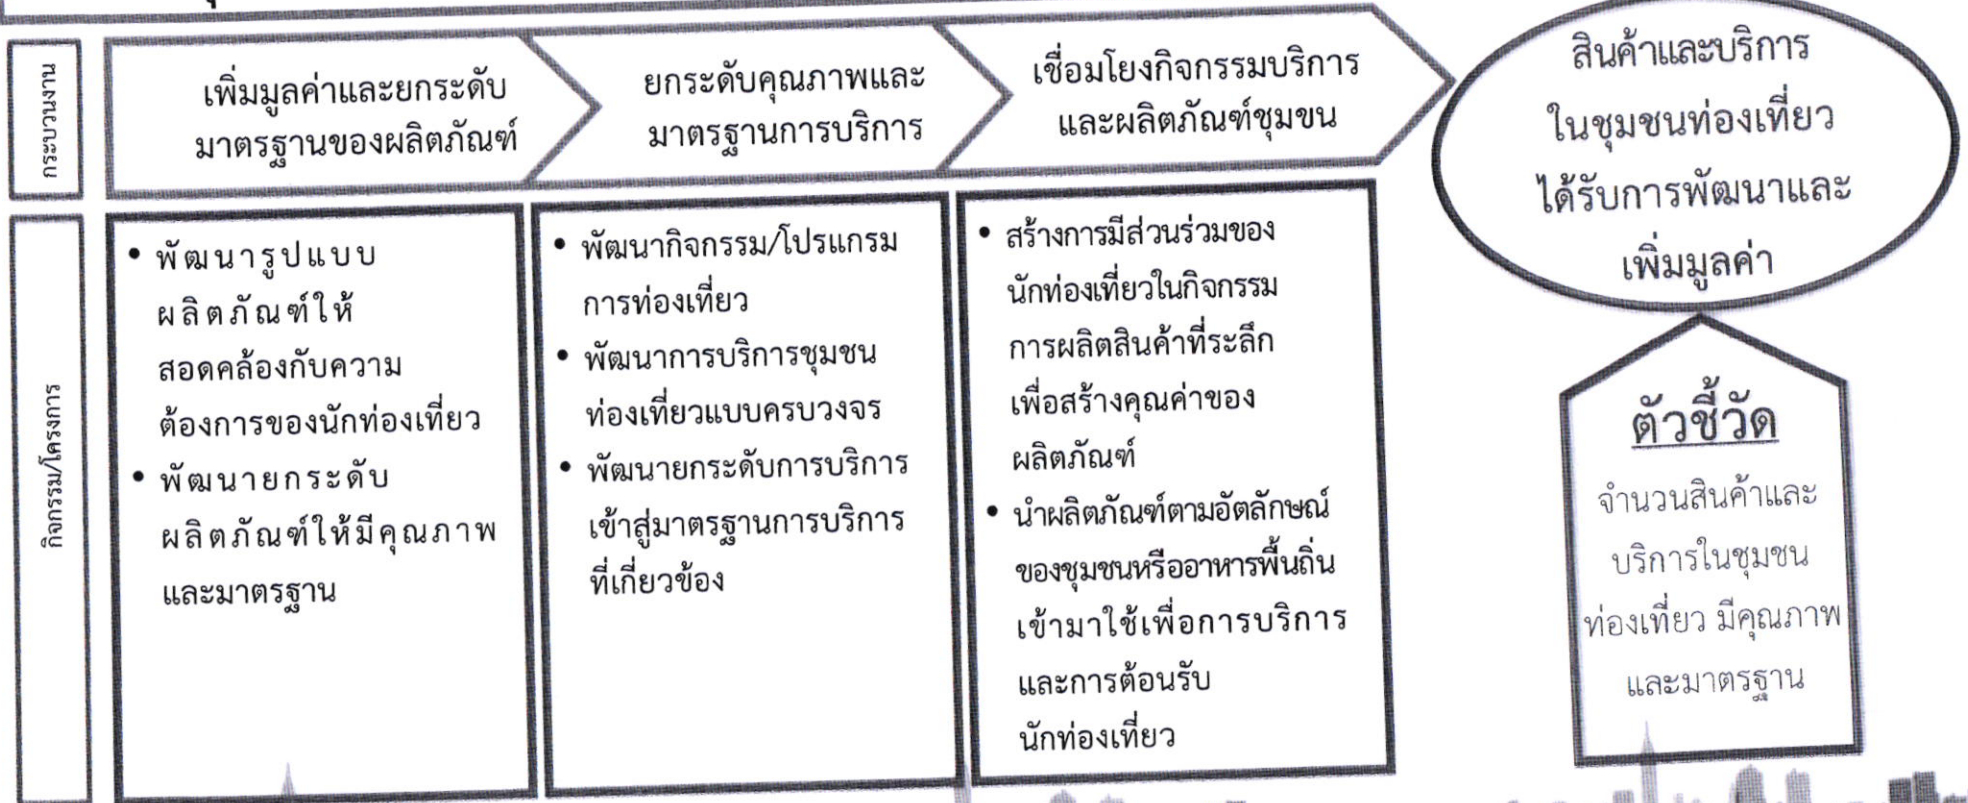 กระบวนงาน
เพิ่มมูลค่าและยกระดับ
มาตรฐานของผลิตภัณฑ์
ยกระดับคุณภาพและ
มาตรฐานการบริการ
เชื่อมโยงกิจกรรมบริการ
และผลิตภัณฑ์ชุมขน
สินค้าและบริการ
ในชุมชนท่องเที่ยว
ได้รับการพัฒนาและ
เพิ่มมูลค่า
กิจกรรม/โครงการ
• พัฒนารูปแบบ
ผลิตภัณฑ์ให้
สอดคล้องกับความ
ต้องการของนักท่องเที่ยว
• พัฒนายกระดับ
ผลิตภัณฑ์ให้มีคุณภาพ
และมาตรฐาน
• พัฒนากิจกรรม/โปรแกรม
การท่องเที่ยว
• พัฒนาการบริการชุมชน
ท่องเที่ยวแบบครบวงจร
• พัฒนายกระดับการบริการ
เข้าสู่มาตรฐานการบริการ
ที่เกี่ยวข้อง
• สร้างการมีส่วนร่วมของ
นักท่องเที่ยวในกิจกรรม
การผลิตสินค้าที่ระลึก
เพื่อสร้างคุณค่าของ
ผลิตภัณฑ์
• นำผลิตภัณฑ์ตามอัตลักษณ์
ของชุมชนหรืออาหารพื้นถิ่น
เข้ามาใช้เพื่อการบริการ
และการต้อนรับ
นักท่องเที่ยว
ตัวชี้วัด
จำนวนสินค้าและ
บริการในชุมชน
ท่องเที่ยว มีคุณภาพ
และมาตรฐาน